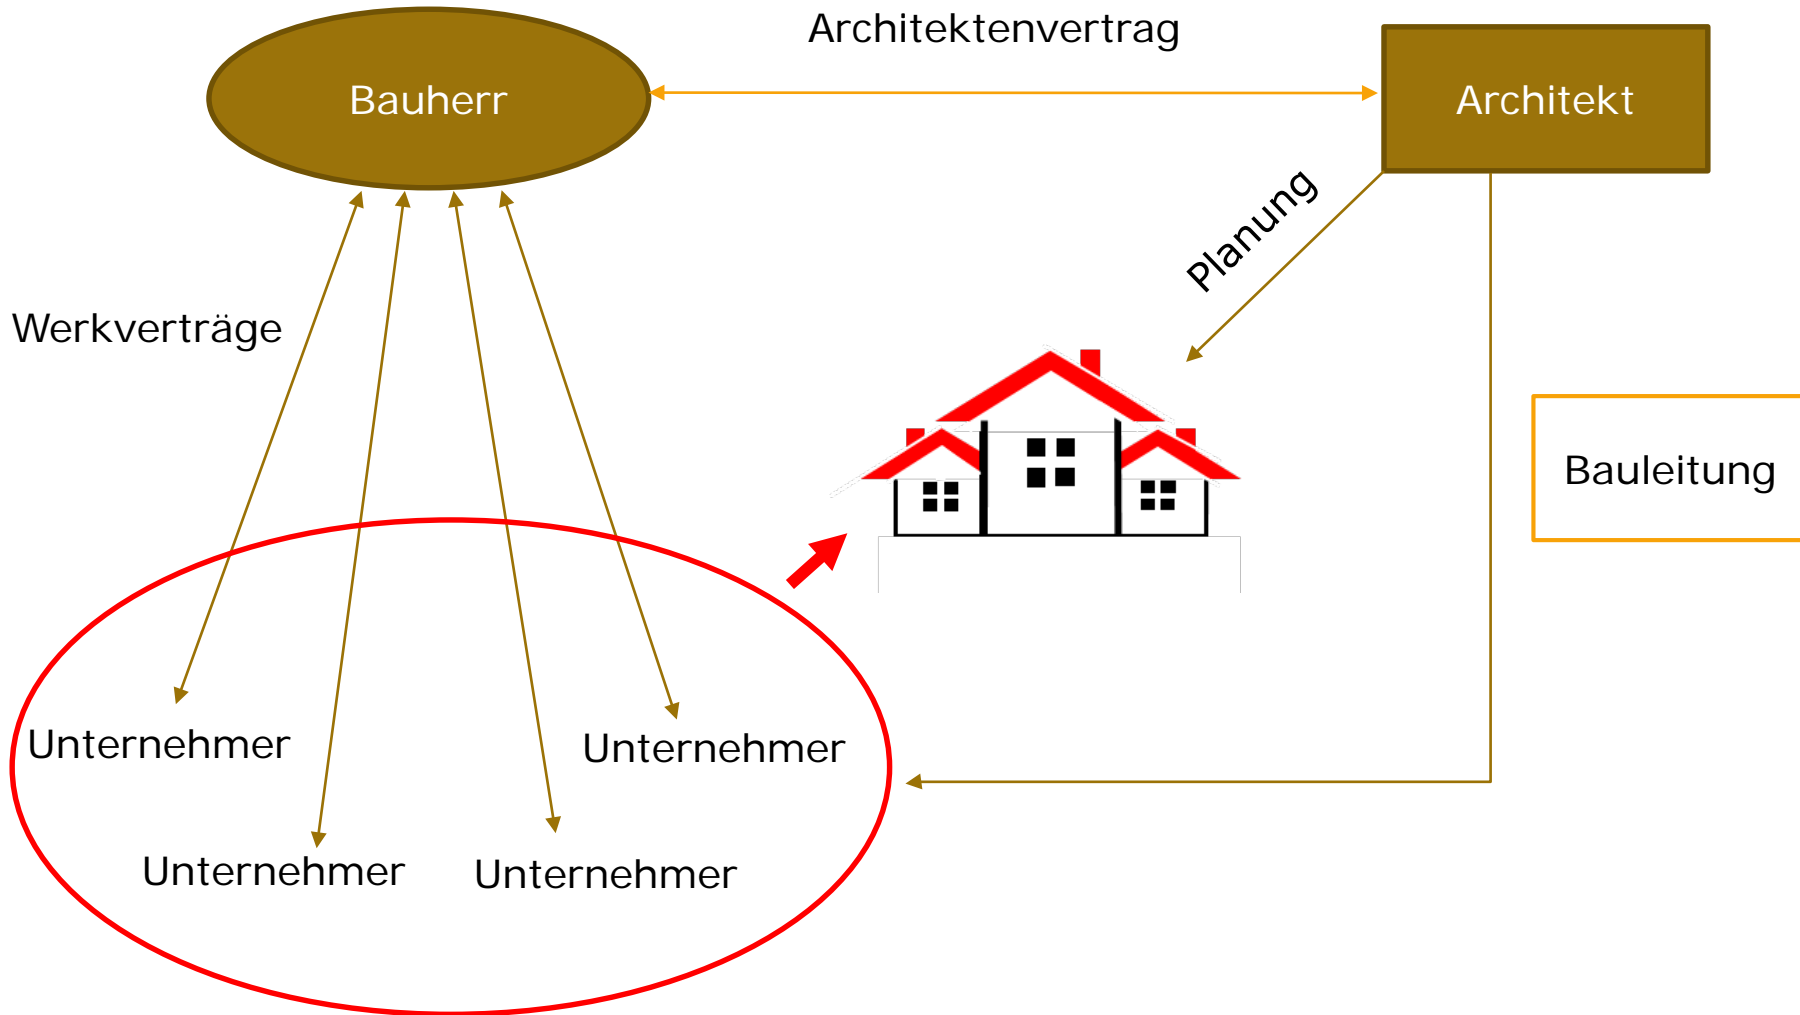 Architektenvertrag
Bauherr
Architekt
Planung
Werkverträge
Bauleitung
Unternehmer
Unternehmer
Unternehmer
Unternehmer